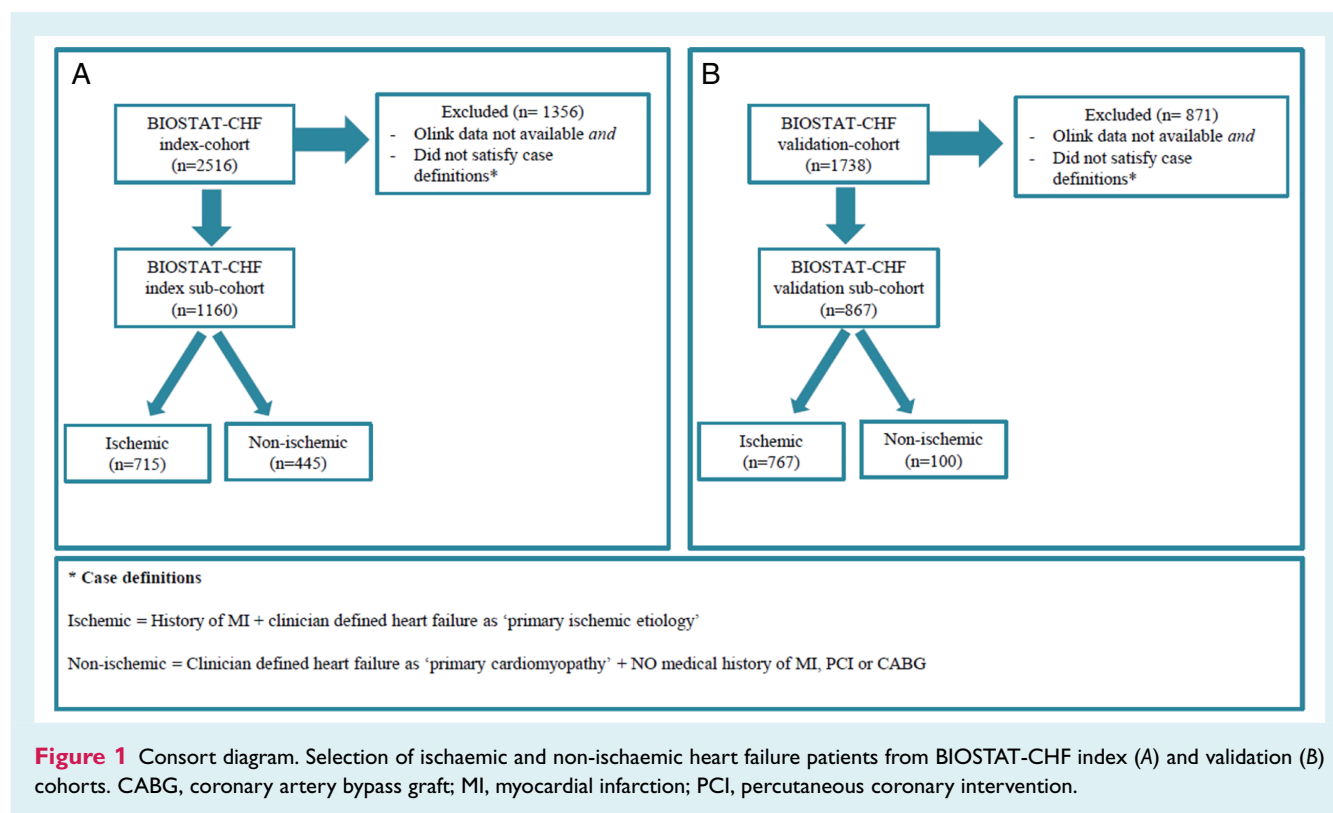 A
BIOSTAT-CHF
index-cohort
(n=2516)
Excluded (n= 1356)
- Olink data not available and
- Did not satisfy case
definitions*
BIOSTAT-CHF
index sub-cohort
(n=1160)
Ischemic
(n=715)
Non-ischemic
(n=445)
B
BIOSTAT-CHF
validation-cohort
(n=1738)
Excluded (n= 871)
- Olink data not available and
- Did not satisfy case
definitions*
BIOSTAT-CHF
validation sub-cohort
(n=867)
Ischemic
(n=767)
Non-ischemic
(n=100)
* Case definitions
Ischemic = History of MI + clinician defined heart failure as ‘primary ischemic etiology’
Non-ischemic = Clinician defined heart failure as ‘primary cardiomyopathy’ + NO medical history of MI, PCI or CABG
Figure 1 Consort diagram. Selection of ischaemic and non-ischaemic heart failure patients from BIOSTAT-CHF index (A) and validation (B)
cohorts. CABG, coronary artery bypass graft; MI, myocardial infarction; PCI, percutaneous coronary intervention.